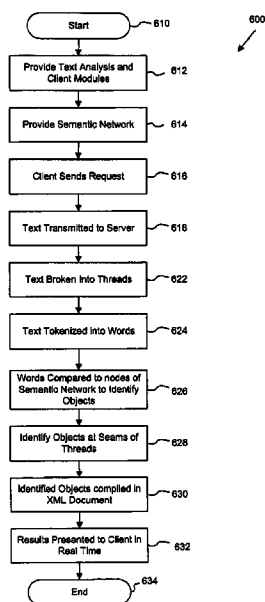 Start
610
600
Provide Text Analysis and
Client Modules
612
Provide Semantic Network
614
Client Sends Request
616
Text Transmitted to Server
618
Text Broken Into Threads
622
Text Tokenized into Words
624
Words Compared to nodes of
Semantic Network to Identify
Objects
626
Identify Objects at Seams of
Threads
628
Identified Objects compiled in
XML Document
630
Results Presented to Client in
Real Time
632
End
634